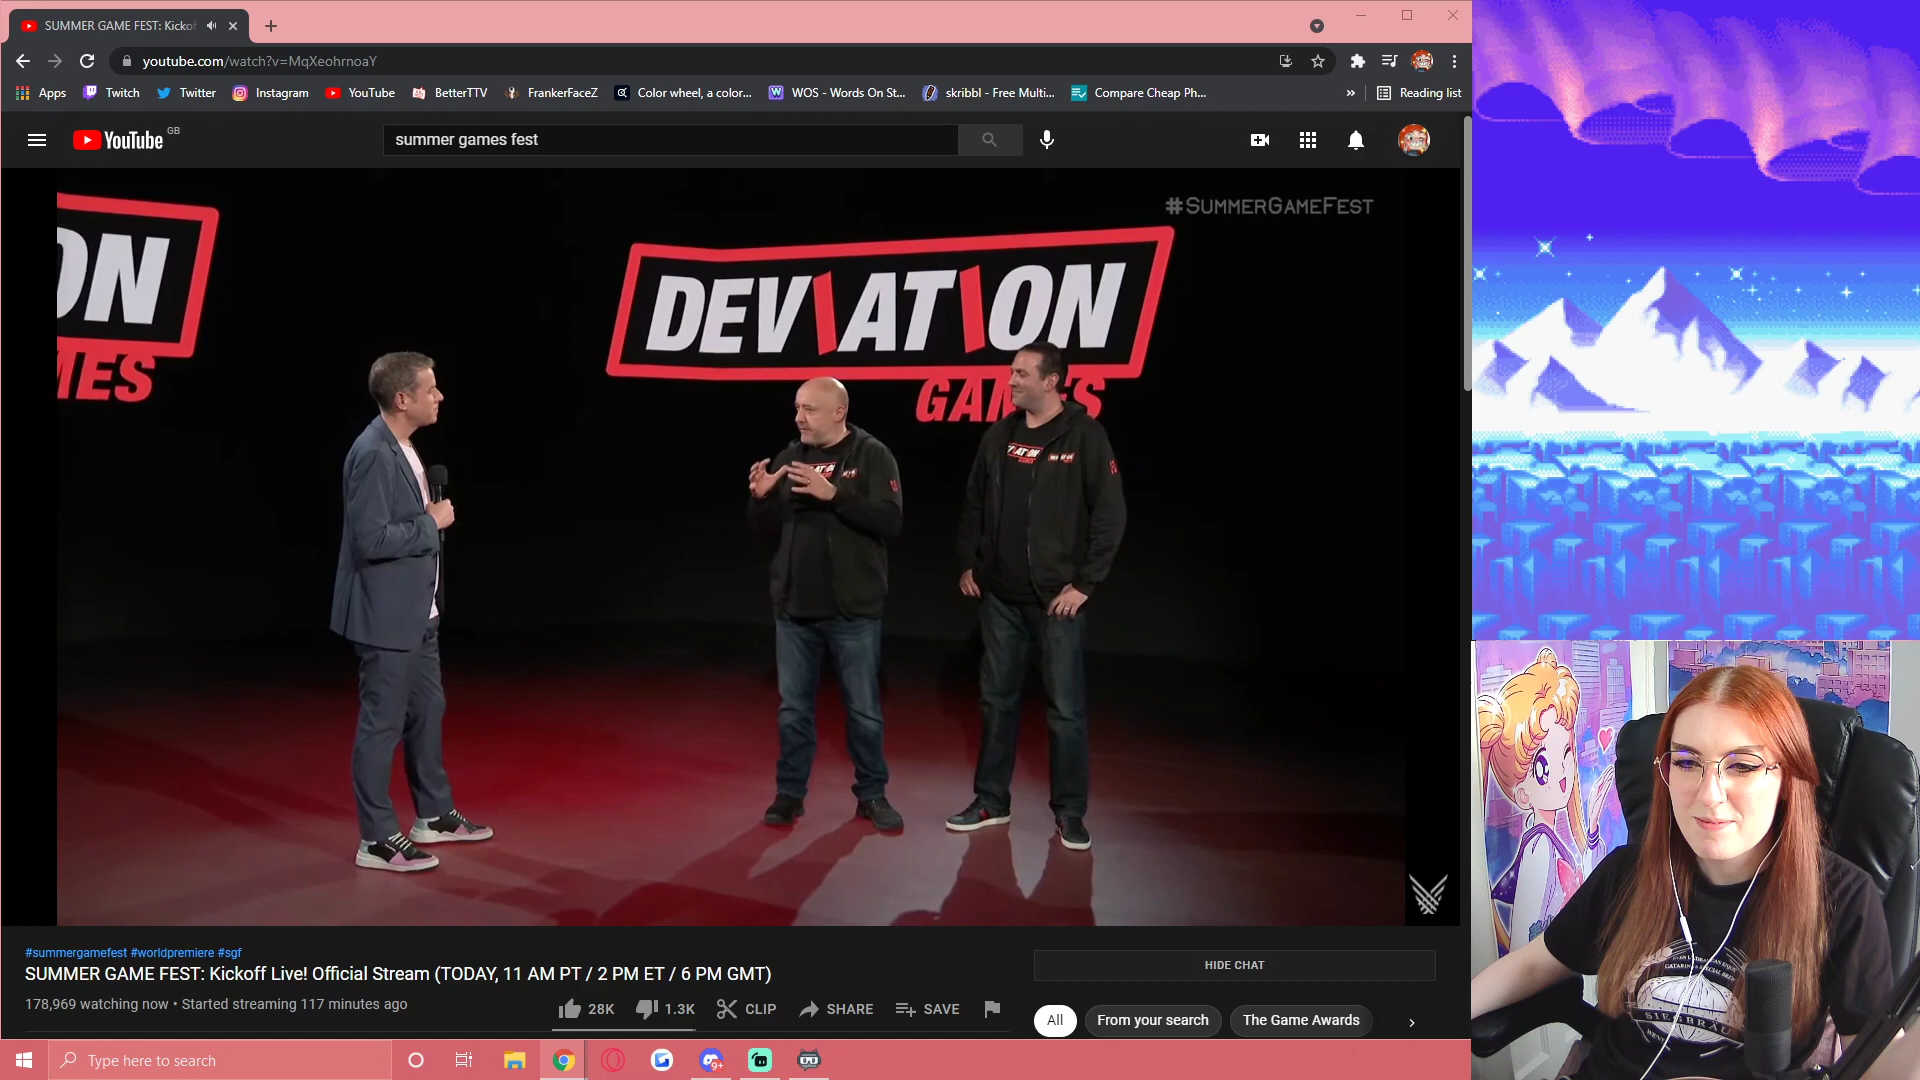 SUMMER GAME FEST: Kickof
youtube.com/watch?v=MqXeohrnoaY
Apps
Twitch
Twitter
Instagram
YouTube
BetterTTV
FrankerFaceZ
Color wheel, a color...
WOS - Words On St...
skribbl - Free Multi...
Compare Cheap Ph...
»
Reading list
YouTube GB
summer games fest
#SUMMERGAMEFEST
ON
MES
DEVIATION
GAMES
#summergamefest #worldpremiere #sgf
SUMMER GAME FEST: Kickoff Live! Official Stream (TODAY, 11 AM PT / 2 PM ET / 6 PM GMT)
178,969 watching now • Started streaming 117 minutes ago
28K
1.3K
CLIP
SHARE
SAVE
HIDE CHAT
All
From your search
The Game Awards
SIEGBRÄU
Type here to search
9+